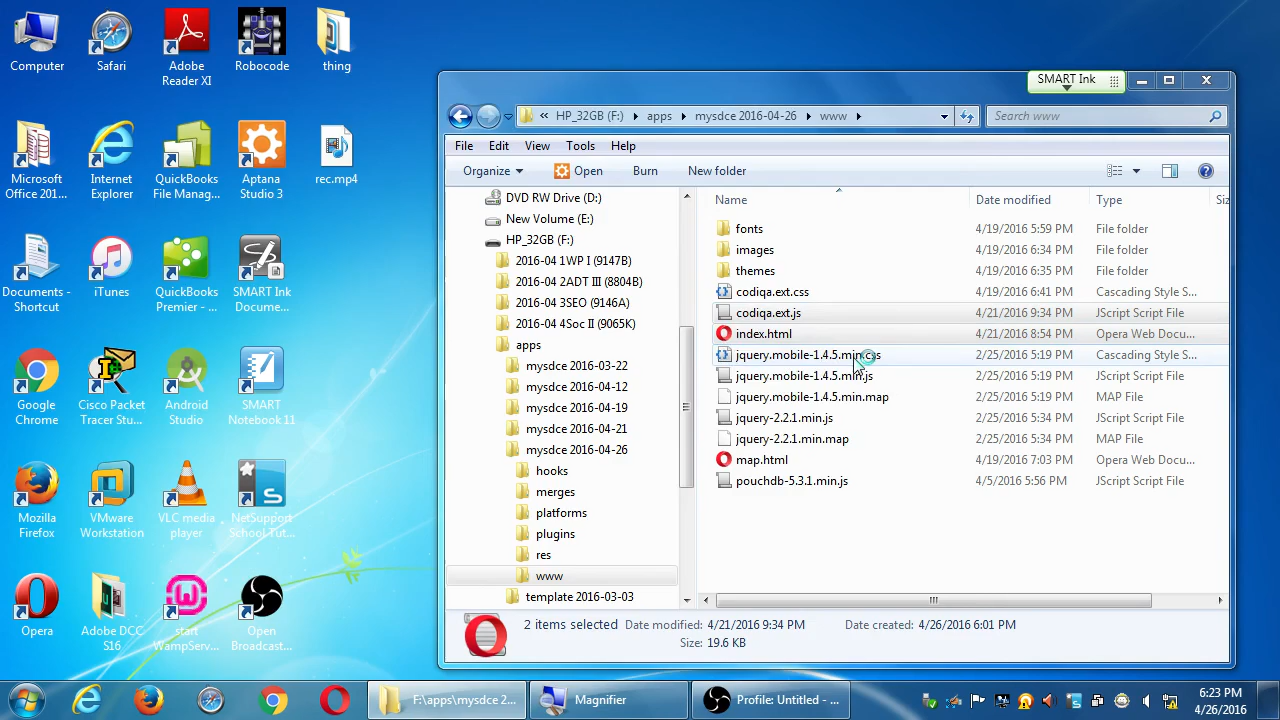 Computer
Safari
Adobe
Reader XI
Robocode
thing
Microsoft
Office 201...
Internet
Explorer
QuickBooks
File Manag...
Aptana
Studio 3
rec.mp4
Documents -
Shortcut
iTunes
QuickBooks
Premier - ...
SMART Ink
Docume...
Google
Chrome
Cisco Packet
Tracer Stu...
Android
Studio
SMART
Notebook 11
Mozilla
Firefox
VMware
Workstation
VLC media
player
NetSupport
School Tut...
Opera
Adobe DCC
S16
start
WampServ...
Open
Broadcast...
SMART Ink
« HP_32GB (F:) apps mysdce 2016-04-26 www
Search www
File Edit View Tools Help
Organize Open Burn New folder
DVD RW Drive (D:)
New Volume (E:)
HP_32GB (F:)
2016-04 1WP I (9147B)
2016-04 2ADT III (8804B)
2016-04 3SEO (9146A)
2016-04 4Soc II (9065K)
apps
mysdce 2016-03-22
mysdce 2016-04-12
mysdce 2016-04-19
mysdce 2016-04-21
mysdce 2016-04-26
hooks
merges
platforms
plugins
res
www
template 2016-03-03
Name Date modified Type Siz
fonts 4/19/2016 5:59 PM File folder
images 4/19/2016 6:34 PM File folder
themes 4/19/2016 6:35 PM File folder
codiqa.ext.css 4/19/2016 6:41 PM Cascading Style S...
codiqa.ext.js 4/21/2016 9:34 PM JScript Script File
index.html 4/21/2016 8:54 PM Opera Web Docu...
jquery.mobile-1.4.5.min.css 2/25/2016 5:19 PM Cascading Style S...
jquery.mobile-1.4.5.min.js 2/25/2016 5:19 PM JScript Script File
jquery.mobile-1.4.5.min.map 2/25/2016 5:19 PM MAP File
jquery-2.2.1.min.js 2/25/2016 5:34 PM JScript Script File
jquery-2.2.1.min.map 2/25/2016 5:34 PM MAP File
map.html 4/19/2016 7:03 PM Opera Web Docu...
pouchdb-5.3.1.min.js 4/5/2016 5:56 PM JScript Script File
2 items selected Date modified: 4/21/2016 9:34 PM Date created: 4/26/2016 6:01 PM
Size: 19.6 KB
F:\apps\mysdce 2... Magnifier Profile: Untitled - ...
6:23 PM
4/26/2016